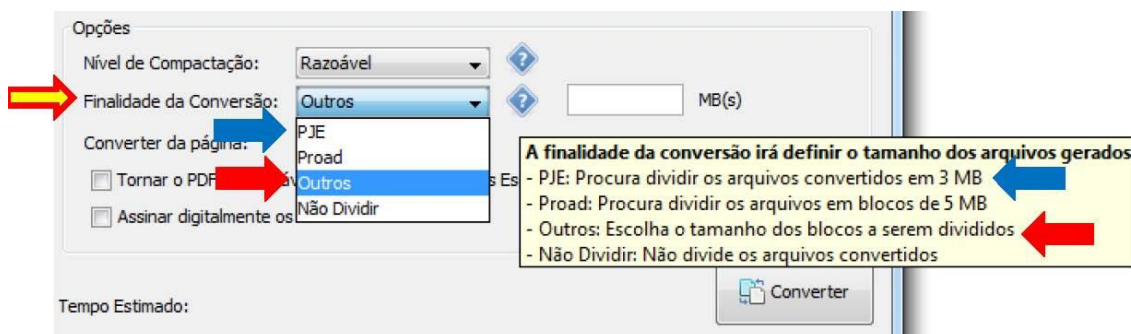 Opções
Nível de Compactação: Razoável
Finalidade da Conversão: Outros MB(s)
Converter da página:
PJE
Proad
Outros
Não Dividir
Tornar o PDF
Assinar digitalmente os
A finalidade da conversão irá definir o tamanho dos arquivos gerados
- PJE: Procura dividir os arquivos convertidos em 3 MB
- Proad: Procura dividir os arquivos em blocos de 5 MB
- Outros: Escolha o tamanho dos blocos a serem divididos
- Não Dividir: Não divide os arquivos convertidos
Converter
Tempo Estimado: